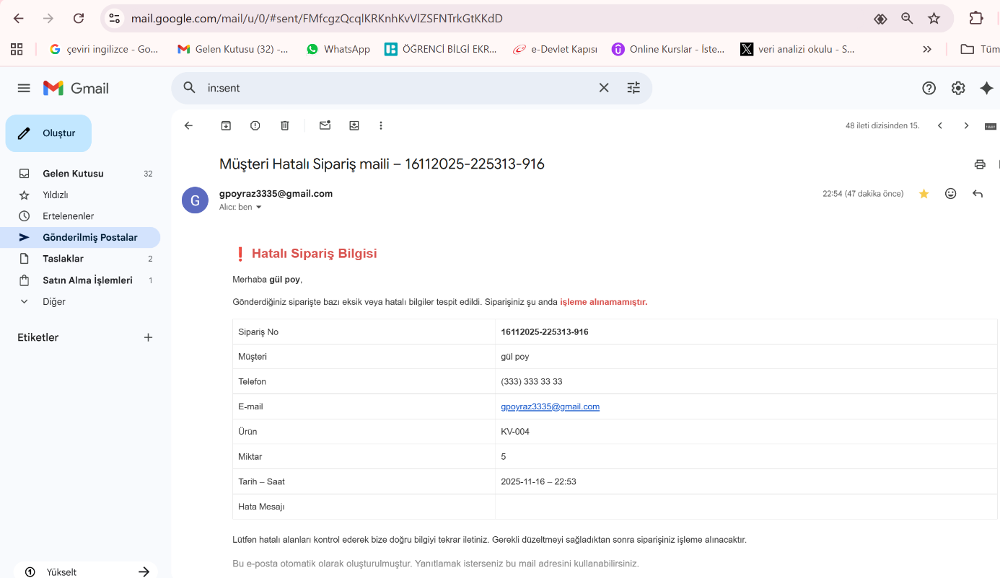 mail.google.com/mail/u/0/#sent/FMfcgzQcqlKRKnhKvVlZSFNTrkGtKKdD
çeviri ingilizce - Go...
Gelen Kutusu (32) -...
WhatsApp
ÖĞRENCİ BİLGİ EKR...
e-Devlet Kapısı
Online Kurslar - İste...
veri analizi okulu - S...
Tüm
Gmail
in:sent
Oluştur
48 ileti dizisinden 15.
Gelen Kutusu 32
Yıldızlı
Ertelenenler
Gönderilmiş Postalar
Taslaklar 2
Satın Alma İşlemleri 1
Diğer
Etiketler
Yükselt
Müşteri Hatalı Sipariş maili – 16112025-225313-916
G
gpoyraz3335@gmail.com
22:54 (47 dakika önce)
Alıcı: ben
❗ Hatalı Sipariş Bilgisi
Merhaba gül poy,
Gönderdiğiniz siparişte bazı eksik veya hatalı bilgiler tespit edildi. Siparişiniz şu anda işleme alınamamıştır.
Sipariş No 16112025-225313-916
Müşteri gül poy
Telefon (333) 333 33 33
E-mail gpoyraz3335@gmail.com
Ürün KV-004
Miktar 5
Tarih – Saat 2025-11-16 – 22:53
Hata Mesajı
Lütfen hatalı alanları kontrol ederek bize doğru bilgiyi tekrar iletiniz. Gerekli düzeltmeyi sağladıktan sonra siparişiniz işleme alınacaktır.
Bu e-posta otomatik olarak oluşturulmuştur. Yanıtlamak isterseniz bu mail adresini kullanabilirsiniz.